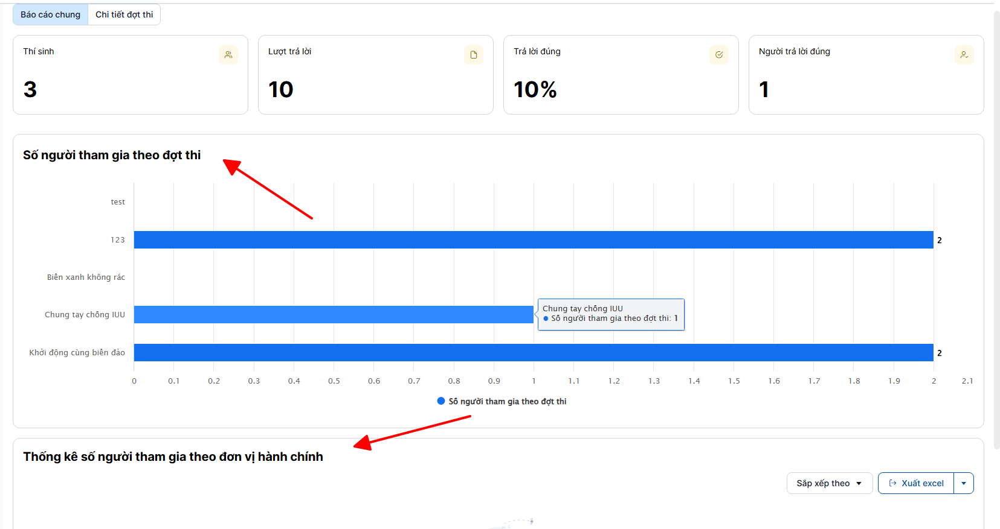 Báo cáo chung
Chi tiết đợt thi
Thí sinh
3
Lượt trả lời
10
Trả lời đúng
10%
Người trả lời đúng
1
Số người tham gia theo đợt thi
test
123
2
Biển xanh không rác
Chung tay chống IUU
Chung tay chống IUU
Số người tham gia theo đợt thi: 1
Khởi động cùng biển đảo
2
0 0.1 0.2 0.3 0.4 0.5 0.6 0.7 0.8 0.9 1 1.1 1.2 1.3 1.4 1.5 1.6 1.7 1.8 1.9 2 2.1
Số người tham gia theo đợt thi
Thống kê số người tham gia theo đơn vị hành chính
Sắp xếp theo
Xuất excel